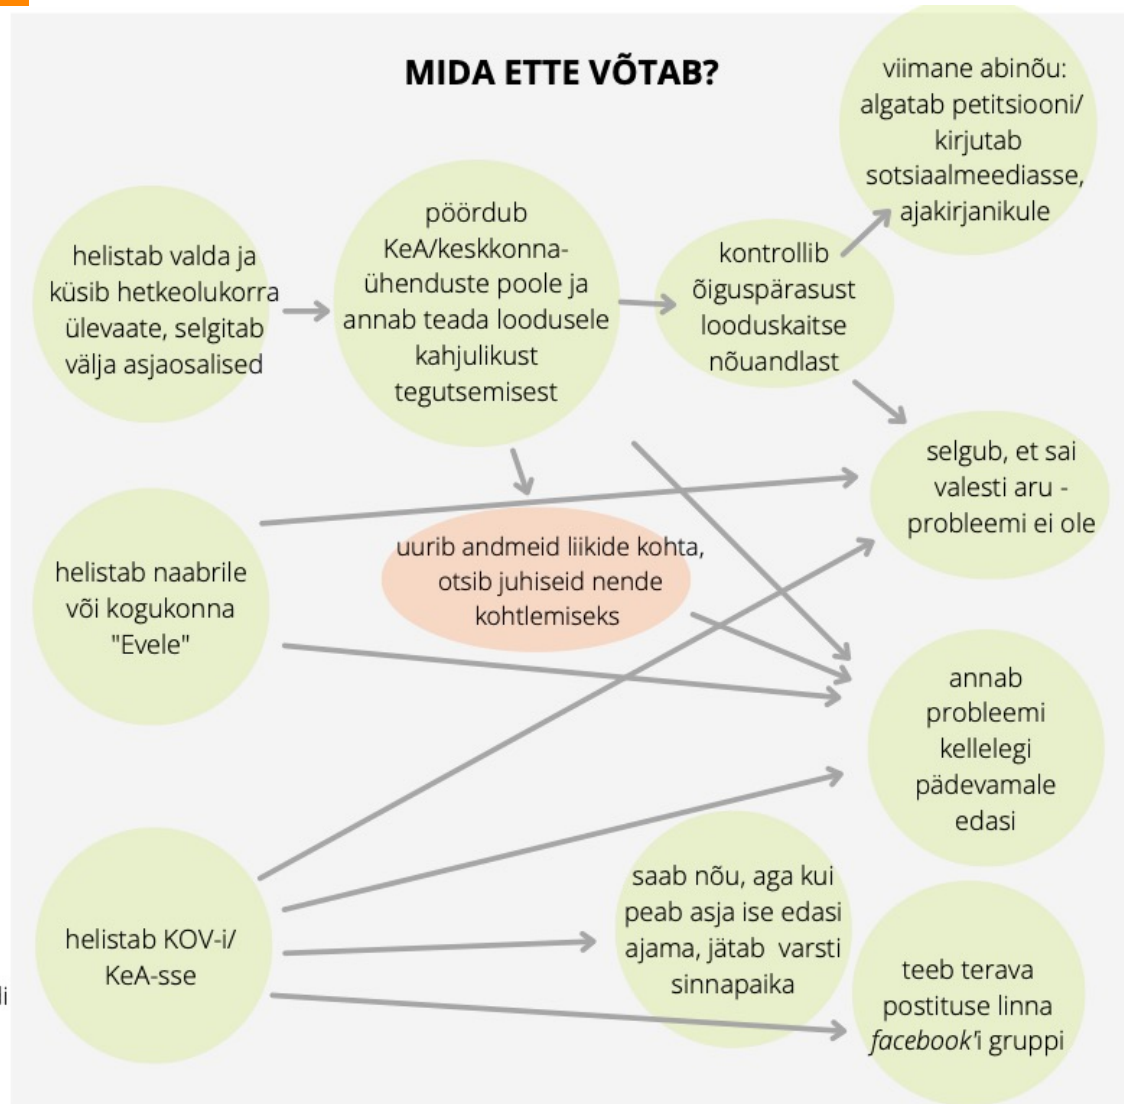 MIDA ETTE VÕTAB?
viimane abinõu:
algatab petitsiooni/
kirjutab
sotsiaalmeediasse,
ajakirjanikule
helistab valda ja
küsib hetkeolukorra
ülevaate, selgitab
välja asjaosalised
pöördub
KeA/keskkonna-
ühenduste poole ja
annab teada loodusele
kahjulikust
tegutsemisest
kontrollib
õiguspärasust
looduskaitse
nõuandlast
selgub, et sai
valesti aru -
probleemi ei ole
uurib andmeid liikide kohta,
otsib juhiseid nende
kohtlemiseks
helistab naabrile
või kogukonna
"Evele"
annab
probleemi
kellelegi
pädevamale
edasi
helistab KOV-i/
KeA-sse
saab nõu, aga kui
peab asja ise edasi
ajama, jätab varsti
sinnapaika
teeb terava
postituse linna
facebook'i gruppi